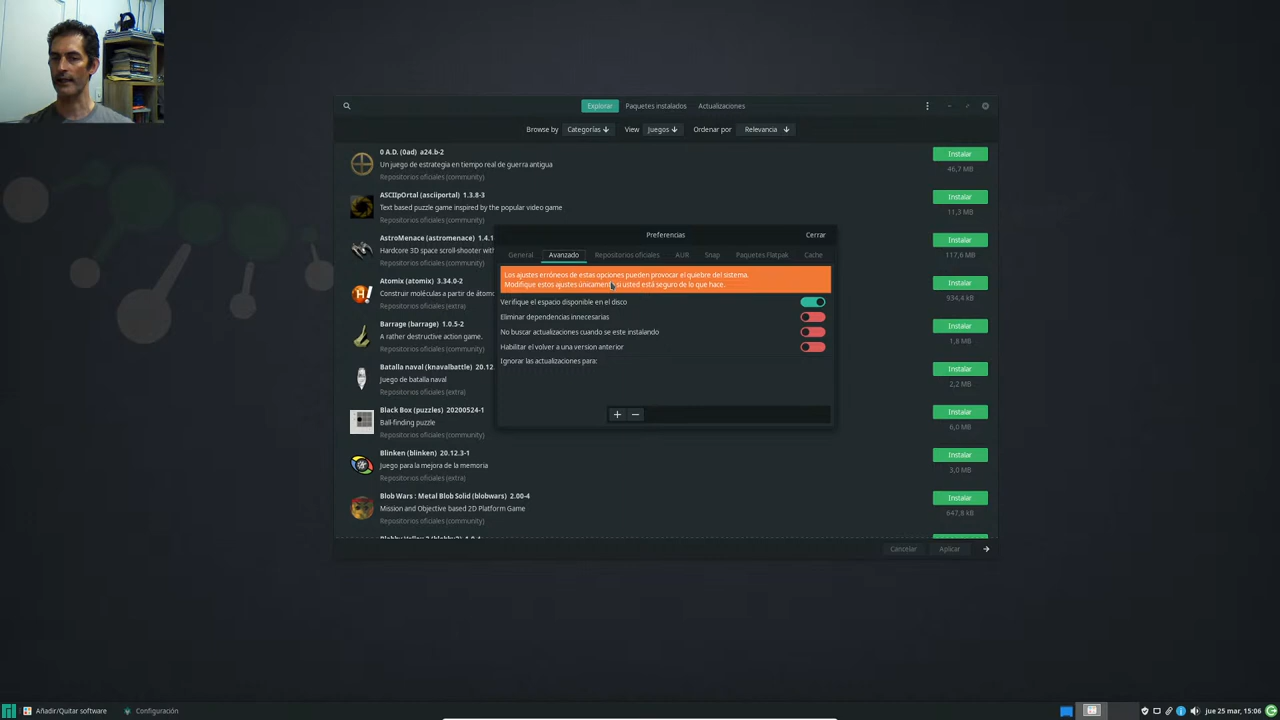 Explorar
Paquetes instalados
Actualizaciones
Browse by
Categorías
View
Juegos
Ordenar por
Relevancia
0 A.D. (0ad) a24.b-2
Un juego de estrategia en tiempo real de guerra antigua
Repositorios oficiales (community)
Instalar
46,7 MB
ASCIIpOrtal (asciiportal) 1.3.8-3
Text based puzzle game inspired by the popular video game
Repositorios oficiales (community)
Instalar
11,3 MB
AstroMenace (astromenace) 1.4.1
Hardcore 3D space scroll-shooter with
Repositorios oficiales (community)
Instalar
117,6 MB
Atomix (atomix) 3.34.0-2
Construir moléculas a partir de átomo
Repositorios oficiales (extra)
Instalar
934,4 kB
Barrage (barrage) 1.0.5-2
A rather destructive action game.
Repositorios oficiales (community)
Instalar
1,8 MB
Batalla naval (knavalbattle) 20.12
Juego de batalla naval
Repositorios oficiales (extra)
Instalar
2,2 MB
Black Box (puzzles) 20200524-1
Ball-finding puzzle
Repositorios oficiales (community)
Instalar
6,0 MB
Blinken (blinken) 20.12.3-1
Juego para la mejora de la memoria
Repositorios oficiales (extra)
Instalar
3,0 MB
Blob Wars : Metal Blob Solid (blobwars) 2.00-4
Mission and Objective based 2D Platform Game
Repositorios oficiales (community)
Instalar
647,8 kB
Preferencias
Cerrar
General
Avanzado
Repositorios oficiales
AUR
Snap
Paquetes Flatpak
Cache
Los ajustes erróneos de estas opciones pueden provocar el quiebre del sistema.
Modifique estos ajustes únicamente si usted está seguro de lo que hace.
Verifique el espacio disponible en el disco
Eliminar dependencias innecesarias
No buscar actualizaciones cuando se este instalando
Habilitar el volver a una version anterior
Ignorar las actualizaciones para:
Cancelar
Aplicar
Añadir/Quitar software
Configuración
jue 25 mar, 15:06